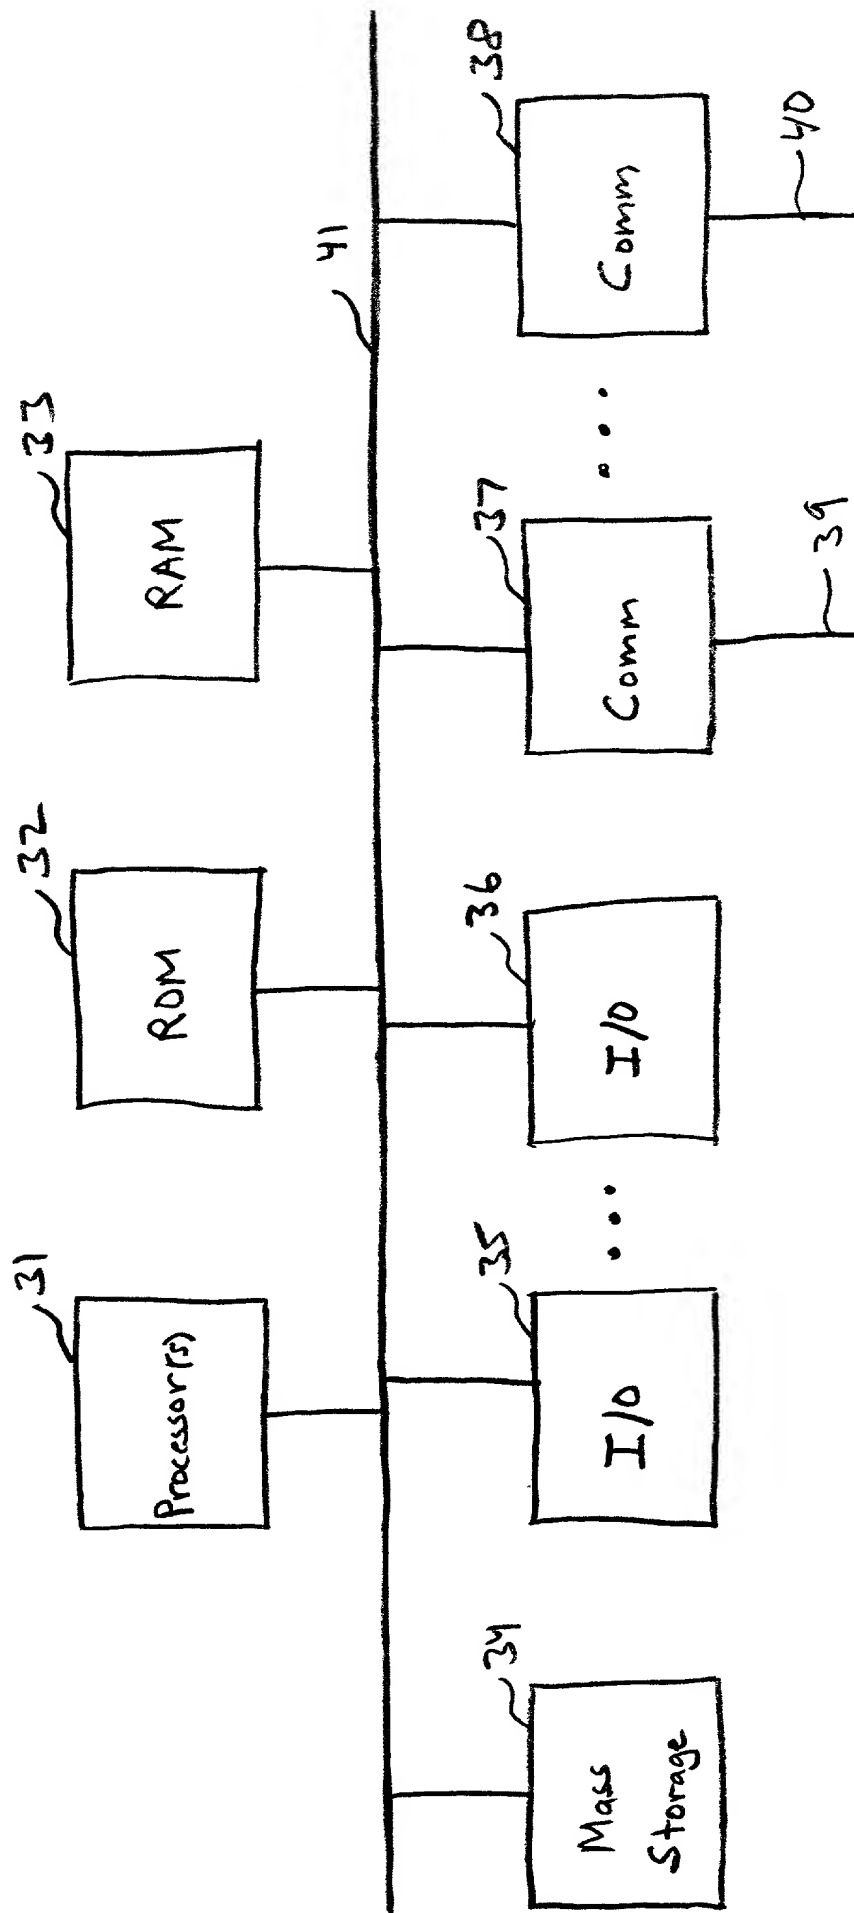 31
Processor(s)
32
ROM
33
RAM
41
34
Mass
Storage
35
I/O
36
I/O
37
Comm
38
Comm
39
40